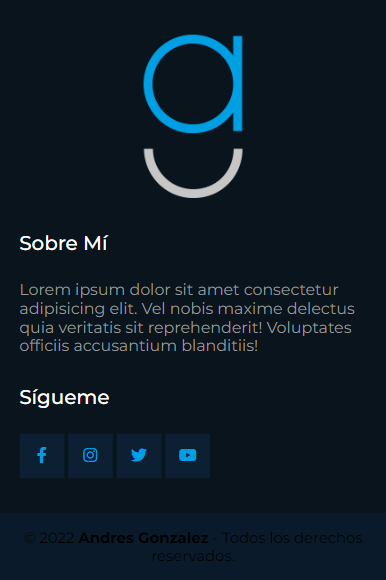 Sobre Mí
Lorem ipsum dolor sit amet consectetur
adipisicing elit. Vel nobis maxime delectus
quia veritatis sit reprehenderit! Voluptates
officiis accusantium blanditiis!
Sígueme
© 2022 Andres Gonzalez - Todos los derechos
reservados.